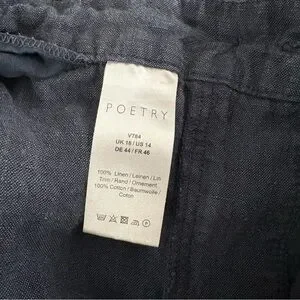 POETRY
V764
UK 18 / US 14
DE 44 / FR 46
100% Linen / Leinen / Lin
Trim / Rand / Ornement
100% Cotton / Baumwolle /
Coton